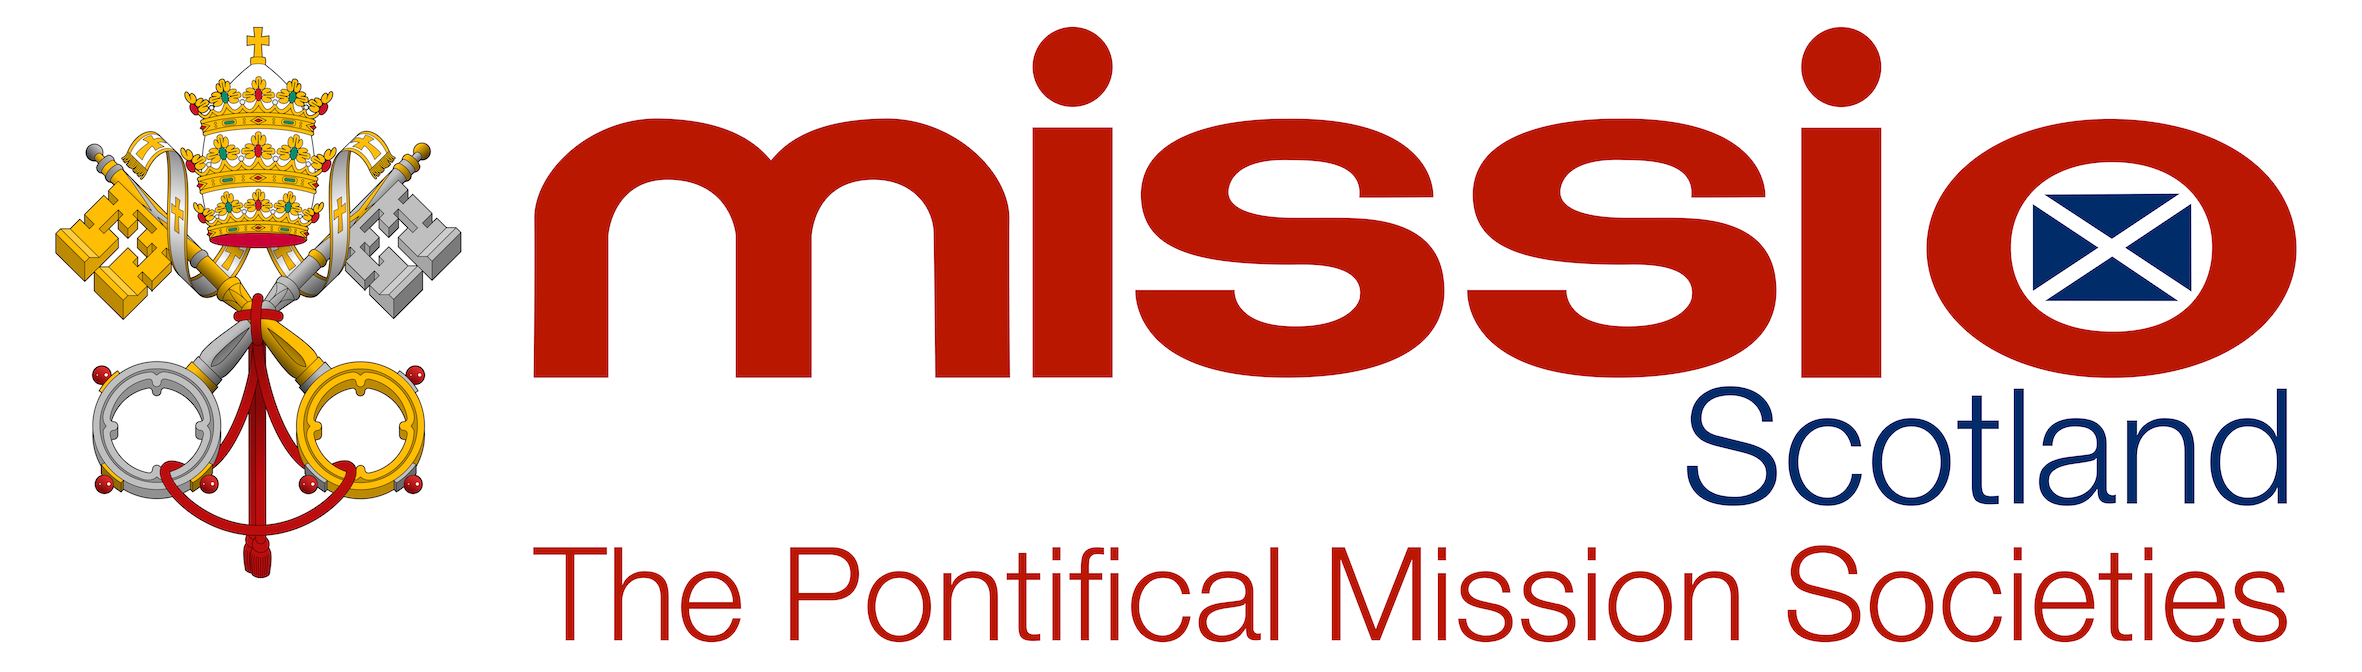 missio
Scotland
The Pontifical Mission Societies